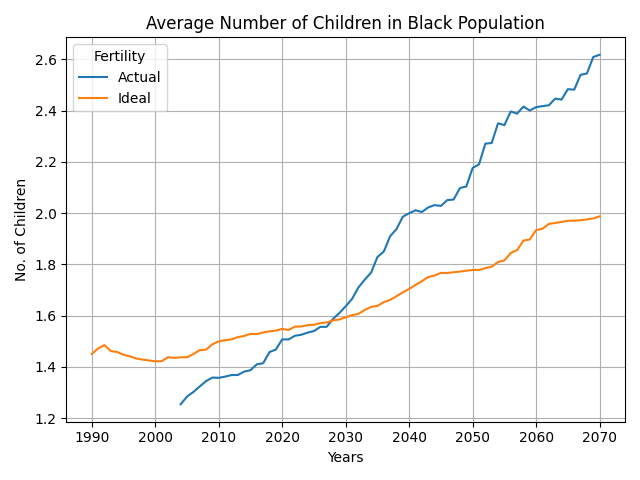 Average Number of Children in Black Population
Fertility
Actual
Ideal
No. of Children
2.6
2.4
2.2
2.0
1.8
1.6
1.4
1.2
1990 2000 2010 2020 2030 2040 2050 2060 2070
Years